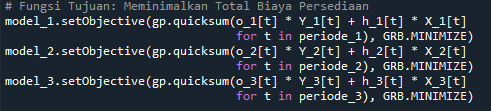 # Fungsi Tujuan: Meminimalkan Total Biaya Persediaan
model_1.setObjective(gp.quicksum(o_1[t] * Y_1[t] + h_1[t] * X_1[t]
for t in periode_1), GRB.MINIMIZE)
model_2.setObjective(gp.quicksum(o_2[t] * Y_2[t] + h_2[t] * X_2[t]
for t in periode_2), GRB.MINIMIZE)
model_3.setObjective(gp.quicksum(o_3[t] * Y_3[t] + h_3[t] * X_3[t]
for t in periode_3), GRB.MINIMIZE)